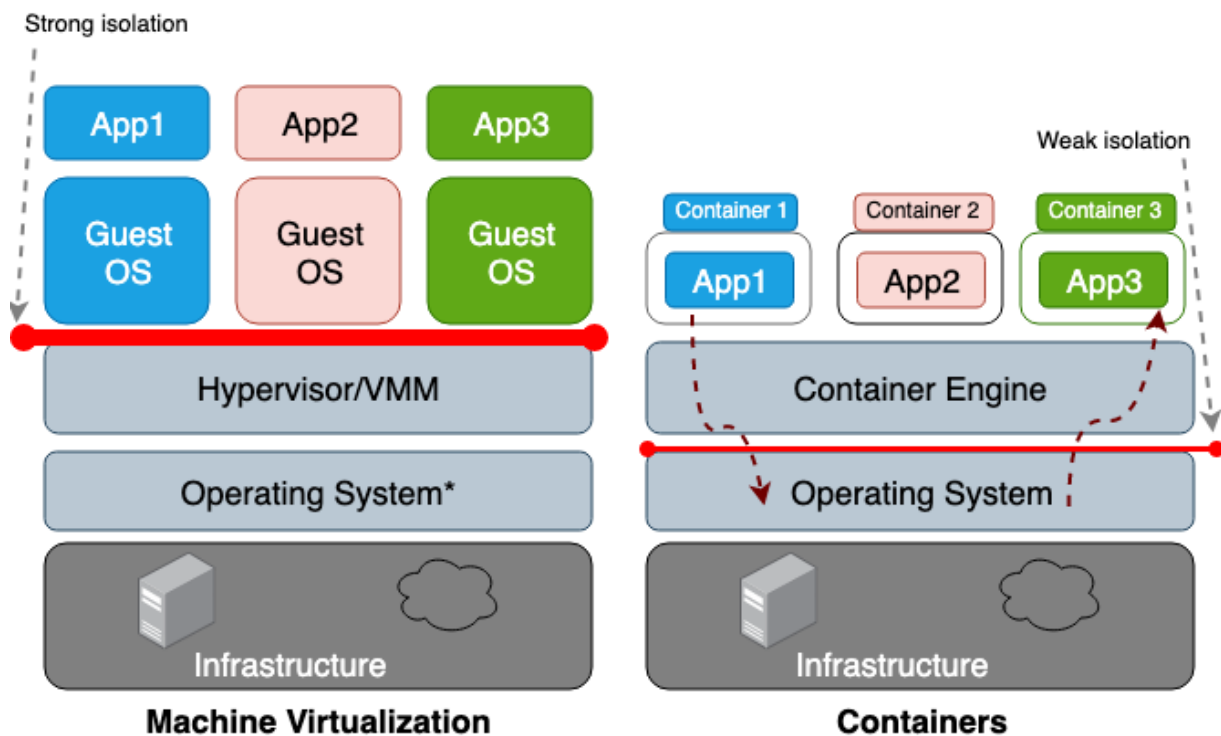 Strong isolation
App1
App2
App3
Guest
OS
Guest
OS
Guest
OS
Hypervisor/VMM
Operating System*
Infrastructure
Machine Virtualization
Weak isolation
Container 1
Container 2
Container 3
App1
App2
App3
Container Engine
Operating System
Infrastructure
Containers